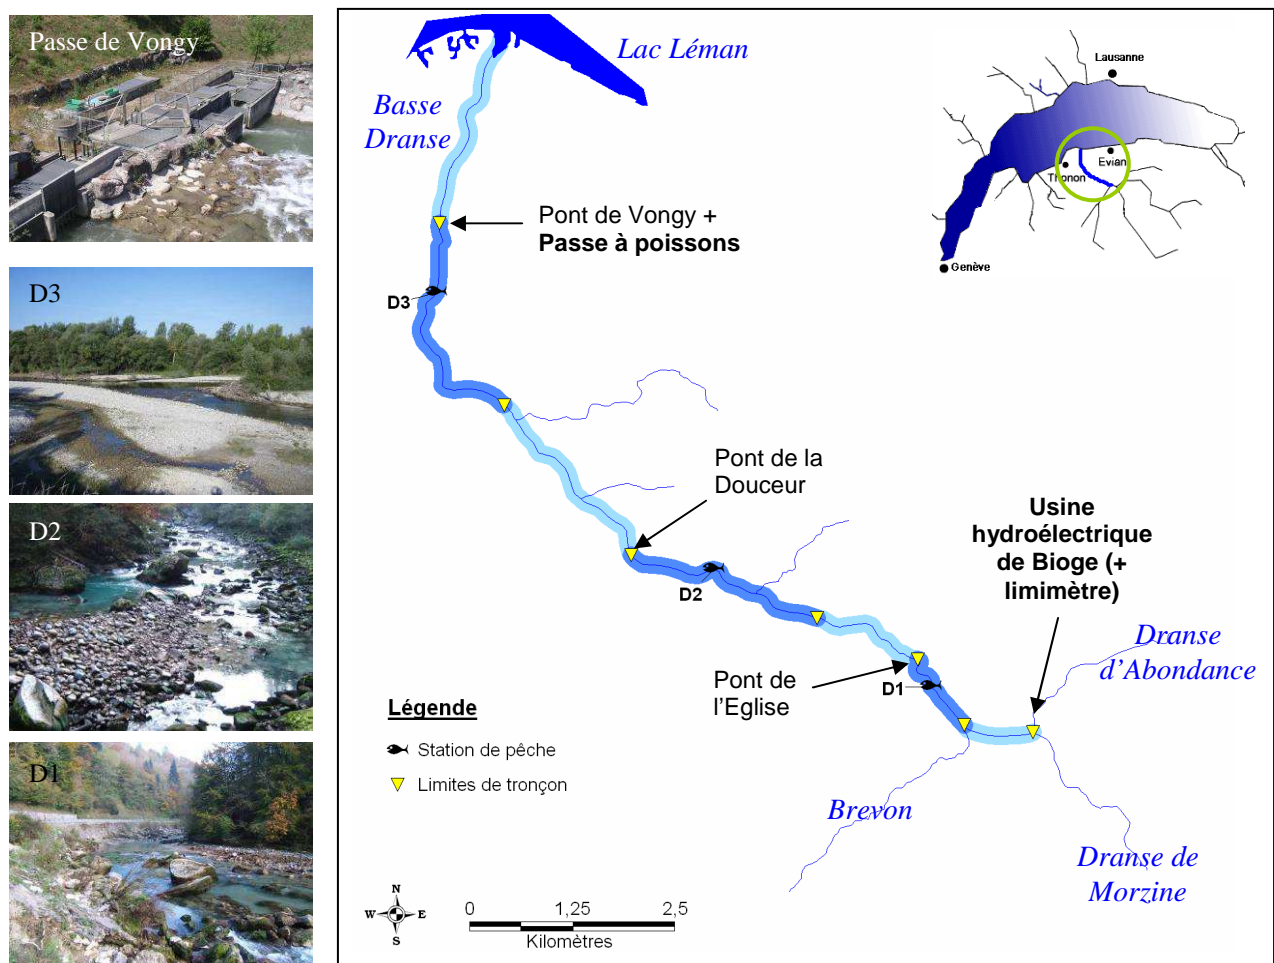 Passe de Vongy
D3
D2
D1
Lac Léman
Basse
Dranse
Pont de Vongy +
Passe à poissons
D3
Pont de la
Douceur
D2
Usine
hydroélectrique
de Bioge (+
limimètre)
Dranse
d'Abondance
Pont de
l'Eglise
D1
Brevon
Dranse de
Morzine
Légende
Station de pêche
Limites de tronçon
N
W
E
S
0
1,25
2,5
Kilomètres
Lausanne
Evian
Thonon
Genève